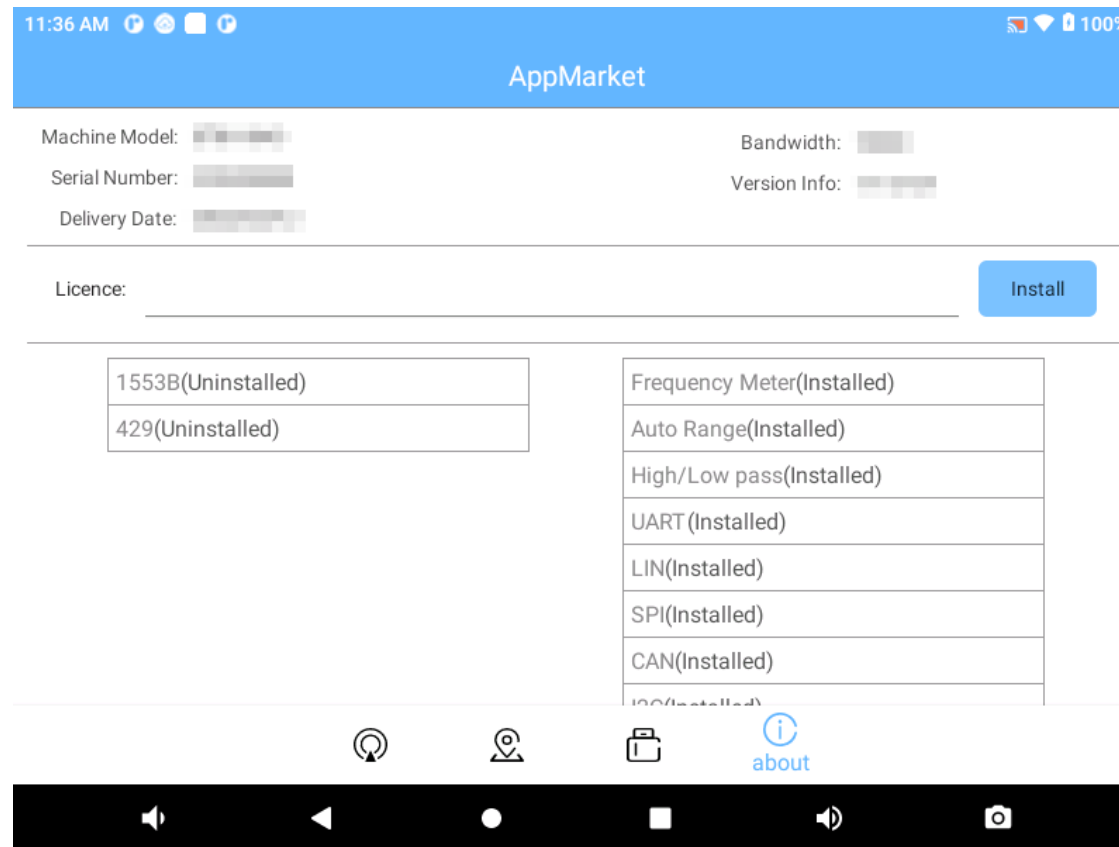 11:36 AM 100%
AppMarket
Machine Model:
Serial Number:
Delivery Date:
Bandwidth:
Version Info:
Licence:
Install
1553B(Uninstalled)
429(Uninstalled)
Frequency Meter(Installed)
Auto Range(Installed)
High/Low pass(Installed)
UART(Installed)
LIN(Installed)
SPI(Installed)
CAN(Installed)
about